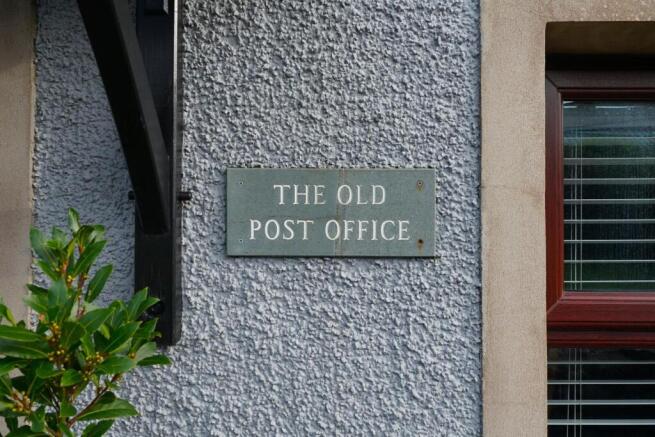 THE OLD
POST OFFICE